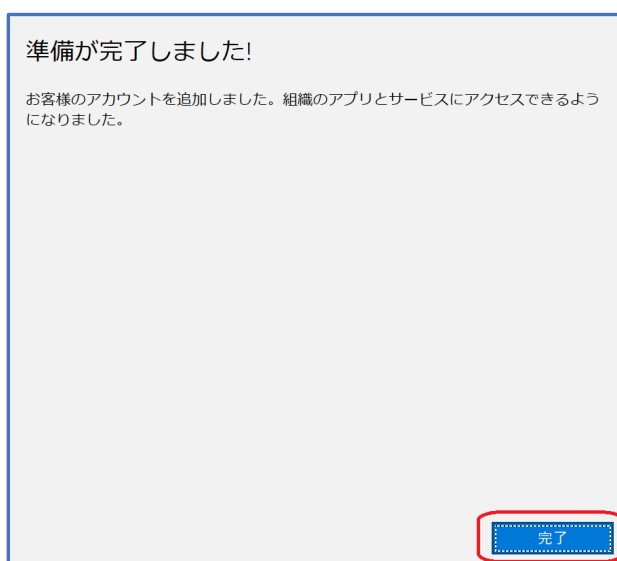 準備が完了しました!
お客様のアカウントを追加しました。組織のアプリとサービスにアクセスできるよう
になりました。
完了